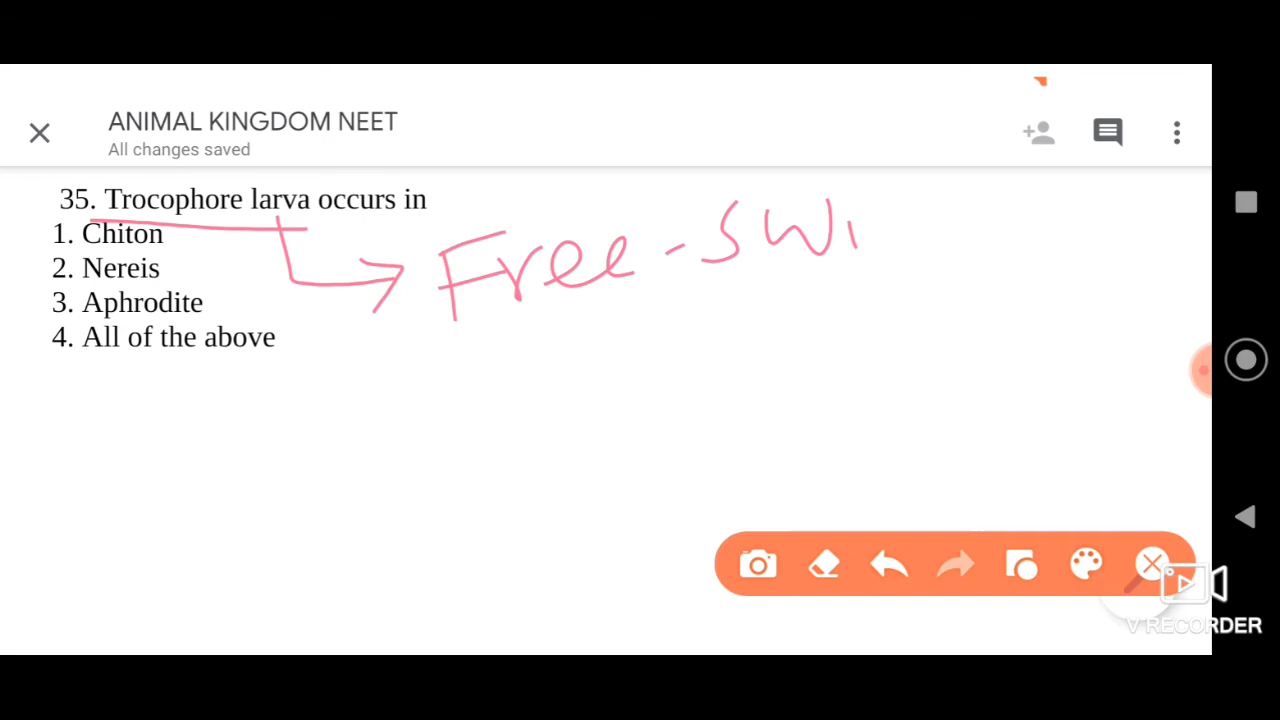 ANIMAL KINGDOM NEET
All changes saved
35. Trocophore larva occurs in
1. Chiton
2. Nereis
3. Aphrodite
4. All of the above
Free-swi
V RECORDER